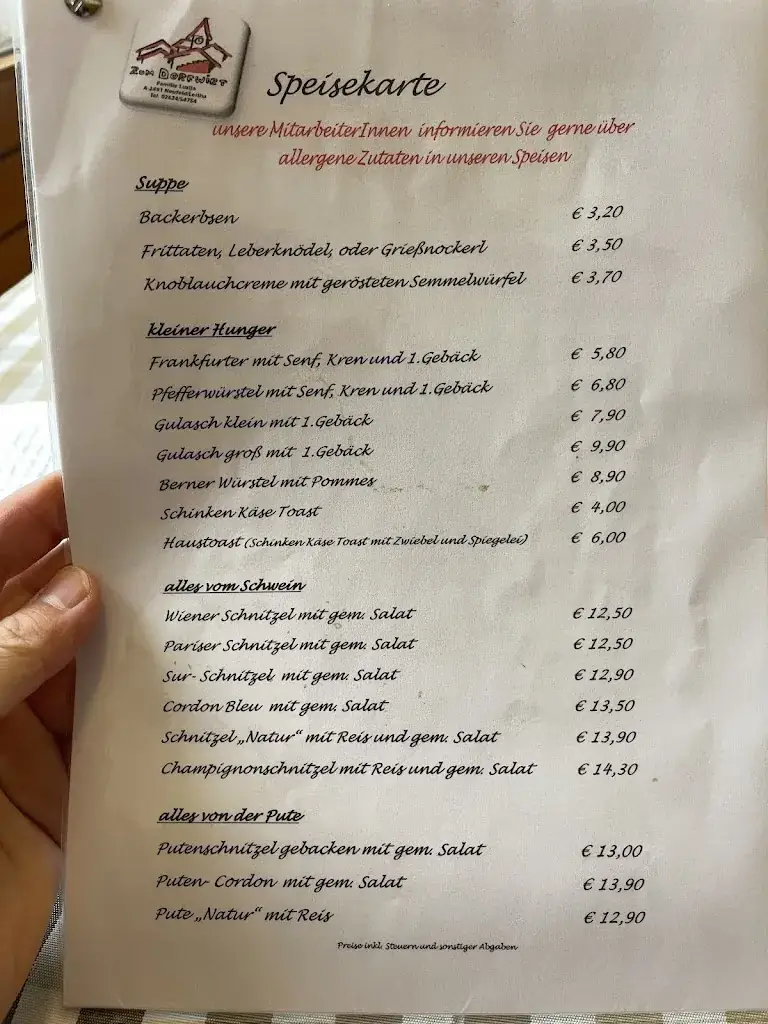 Zum Dorfwirt
A-2491 Neufeld/Leitha
Speisekarte
unsere MitarbeiterInnen informieren Sie gerne über
allergene Zutaten in unseren Speisen
Suppe
Backerbsen € 3,20
Frittaten, Leberknödel, oder Grießnockerl € 3,50
Knoblauchcreme mit gerösteten Semmelwürfel € 3,70
kleiner Hunger
Frankfurter mit Senf, Kren und 1.Gebäck € 5,80
Pfefferwürstel mit Senf, Kren und 1.Gebäck € 6,80
Gulasch klein mit 1.Gebäck € 7,90
Gulasch groß mit 1.Gebäck € 9,90
Berner Würstel mit Pommes € 8,90
Schinken Käse Toast € 4,00
Haustoast (Schinken Käse Toast mit Zwiebel und Spiegelei) € 6,00
alles vom Schwein
Wiener Schnitzel mit gem. Salat € 12,50
Pariser Schnitzel mit gem. Salat € 12,50
Sur- Schnitzel mit gem. Salat € 12,90
Cordon Bleu mit gem. Salat € 13,50
Schnitzel „Natur“ mit Reis und gem. Salat € 13,90
Champignonschnitzel mit Reis und gem. Salat € 14,30
alles von der Pute
Putenschnitzel gebacken mit gem. Salat € 13,00
Puten- Cordon mit gem. Salat € 13,90
Pute „Natur“ mit Reis € 12,90
Preise inkl. Steuern und sonstiger Abgaben